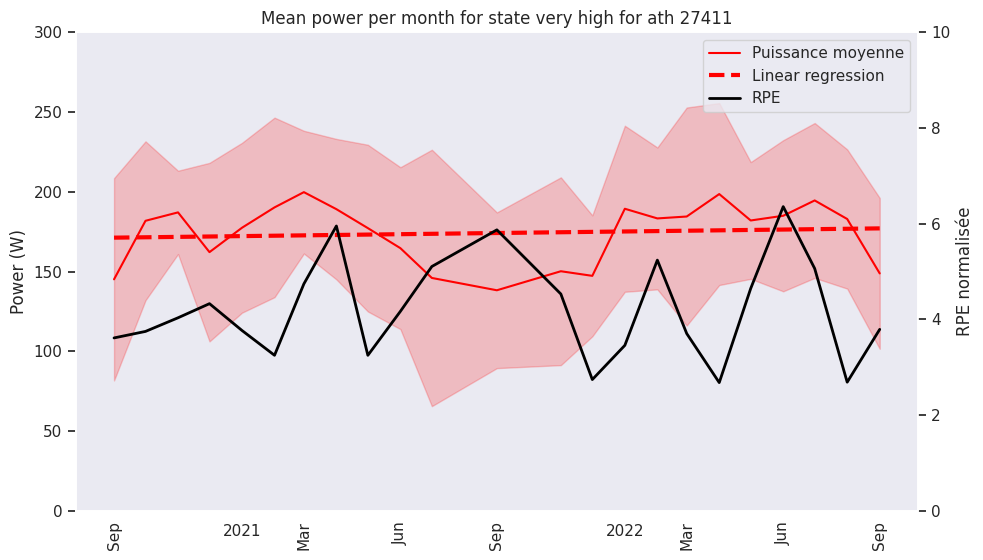 Mean power per month for state very high for ath 27411
300
250
200
150
100
50
0
Power (W)
10
8
6
4
2
0
RPE normalisée
Puissance moyenne
Linear regression
RPE
Sep
2021
Mar
Jun
Sep
2022
Mar
Jun
Sep